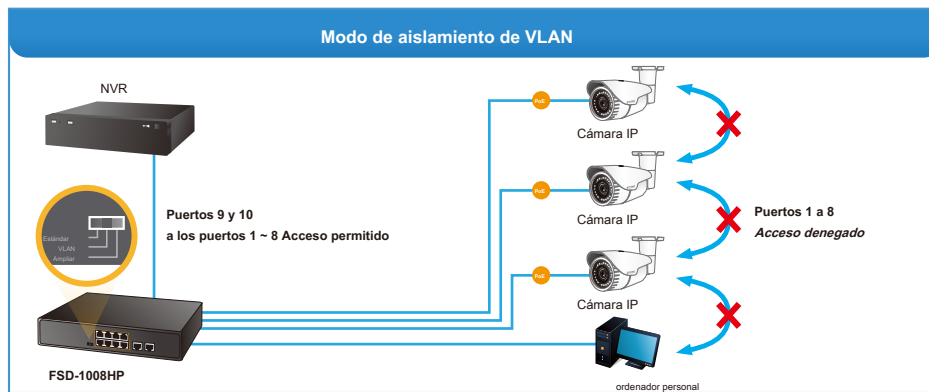 Modo de aislamiento de VLAN
NVR
PoE
Cámara IP
Puertos 9 y 10
a los puertos 1 ~ 8 Acceso permitido
Estándar
VLAN
Ampliar
PoE
Cámara IP
Puertos 1 a 8
Acceso denegado
PoE
Cámara IP
FSD-1008HP
ordenador personal